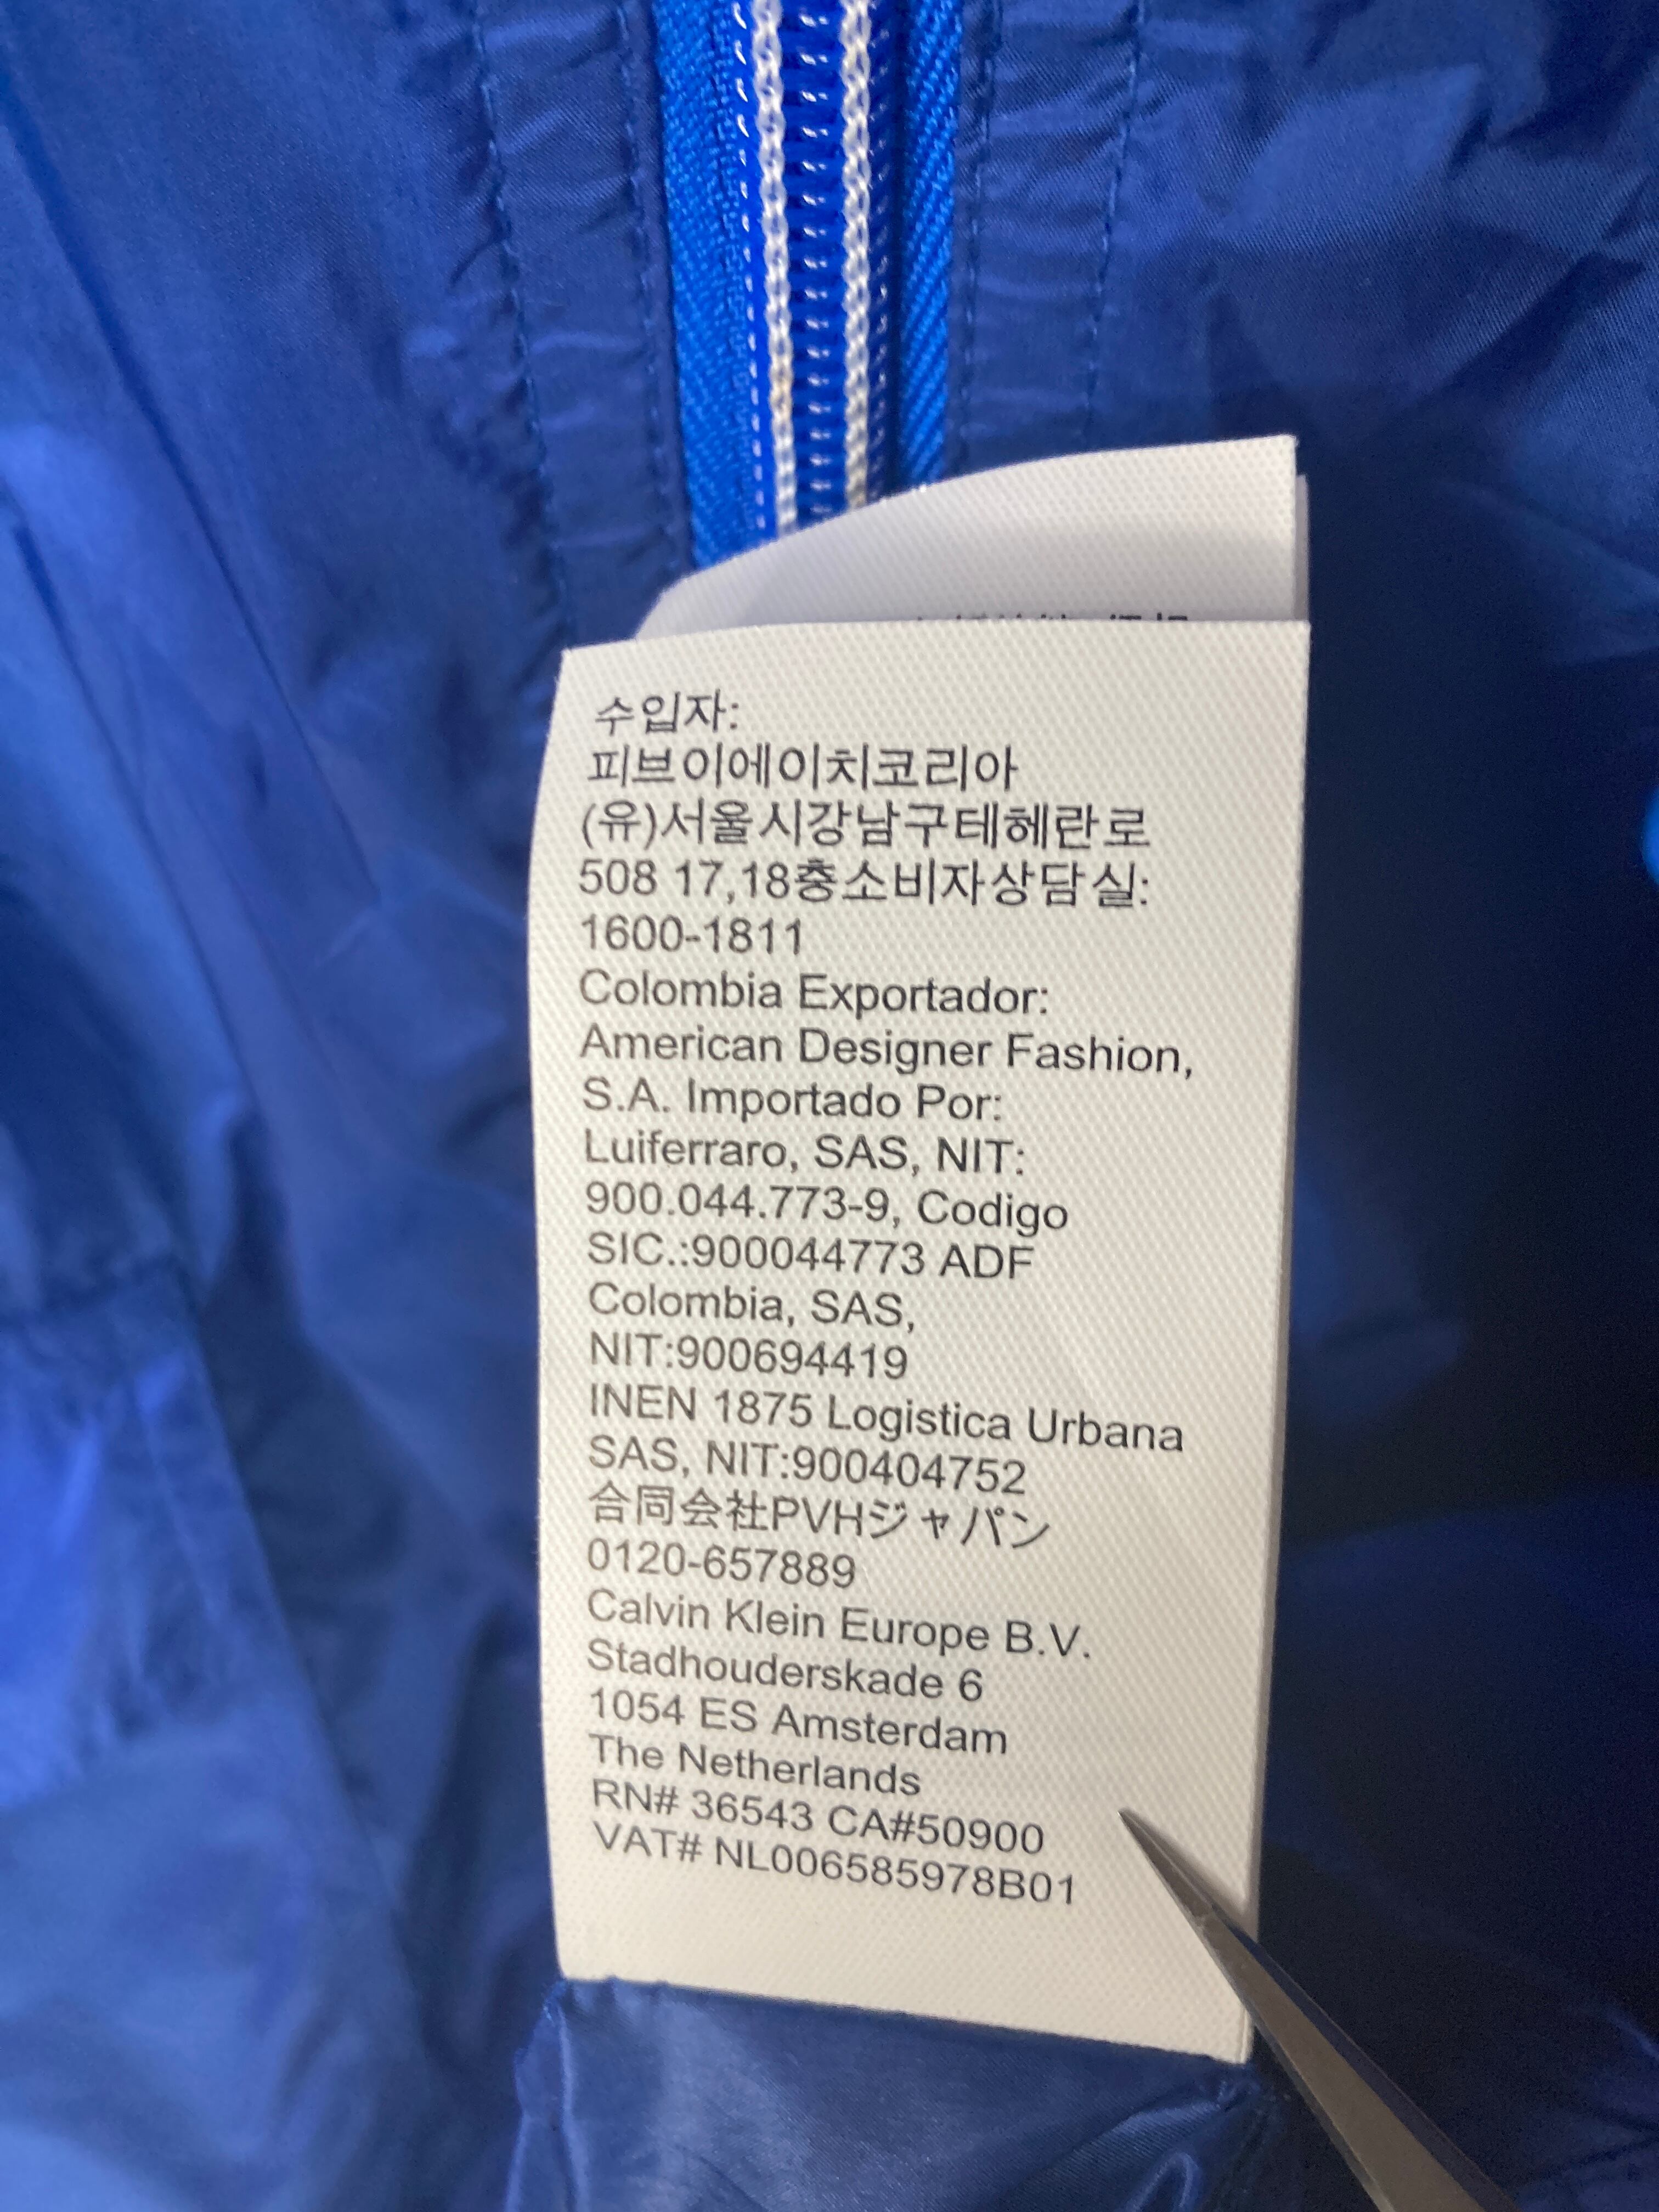 수입자:
피브이에이치코리아
(유)서울시강남구테헤란로
508 17,18층소비자상담실:
1600-1811
Colombia Exportador:
American Designer Fashion,
S.A. Importado Por:
Luiferraro, SAS, NIT:
900.044.773-9, Codigo
SIC.:900044773 ADF
Colombia, SAS,
NIT:900694419
INEN 1875 Logistica Urbana
SAS, NIT:900404752
合同会社PVHジャパン
0120-657889
Calvin Klein Europe B.V.
Stadhouderskade 6
1054 ES Amsterdam
The Netherlands
RN# 36543 CA#50900
VAT# NL006585978B01